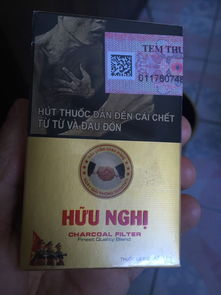 TEM THU
HÚT THUỐC DẪN ĐẾN CÁI CHẾT
TỪ TỪ VÀ ĐAU ĐỚN
HỮU NGHỊ
CHARCOAL FILTER
Finest Quality Blend